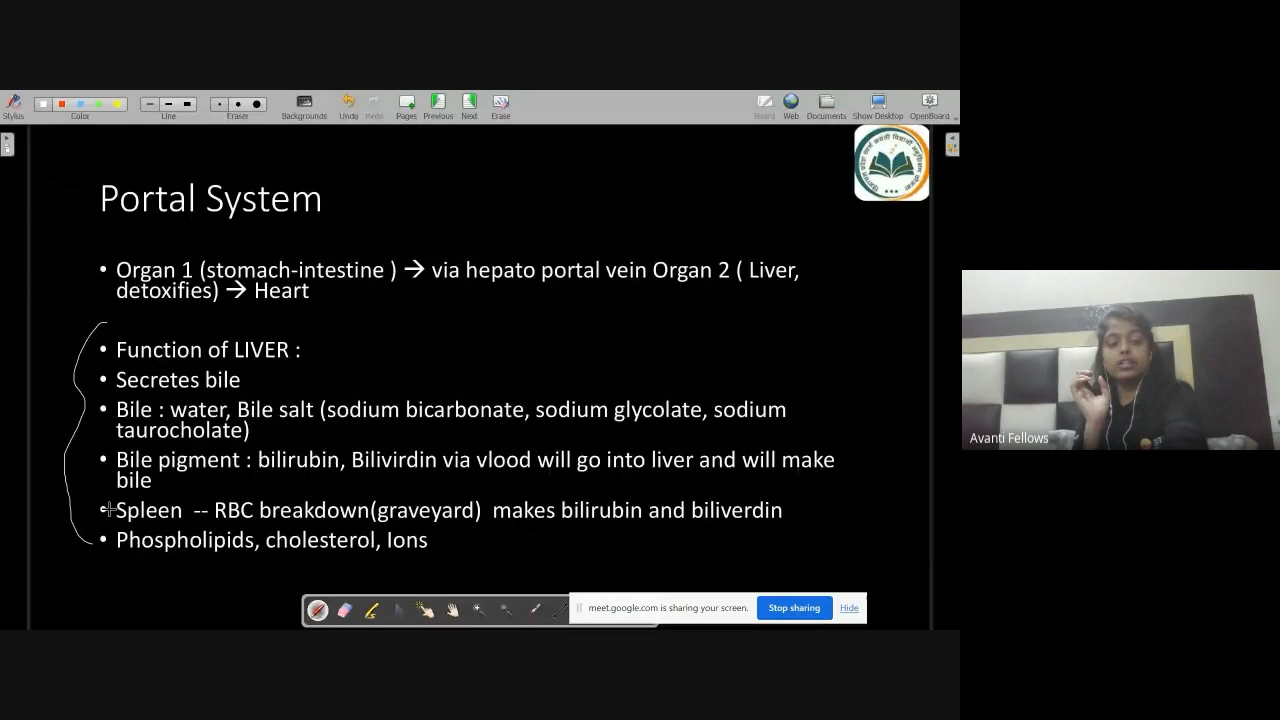 Stylus
Color
Line
Eraser
Backgrounds
Undo
Redo
Pages
Previous
Next
Erase
Board
Web
Documents
Show Desktop
OpenBoard
Portal System
• Organ 1 (stomach-intestine ) → via hepato portal vein Organ 2 ( Liver,
detoxifies) → Heart
• Function of LIVER :
• Secretes bile
• Bile : water, Bile salt (sodium bicarbonate, sodium glycolate, sodium
taurocholate)
• Bile pigment : bilirubin, Bilivirdin via vlood will go into liver and will make
bile
• Spleen -- RBC breakdown(graveyard) makes bilirubin and biliverdin
• Phospholipids, cholesterol, Ions
Avanti Fellows
meet.google.com is sharing your screen.
Stop sharing
Hide